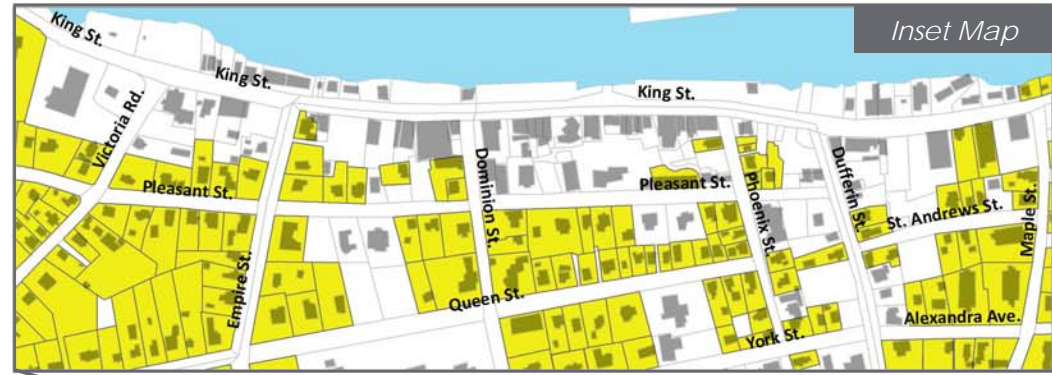 Inset Map
King St.
King St.
King St.
Victoria Rd.
Pleasant St.
Pleasant St.
Dominion St.
Phoenix St.
Dufferin St.
St. Andrews St.
Maple St.
Empire St.
Queen St.
York St.
Alexandra Ave.